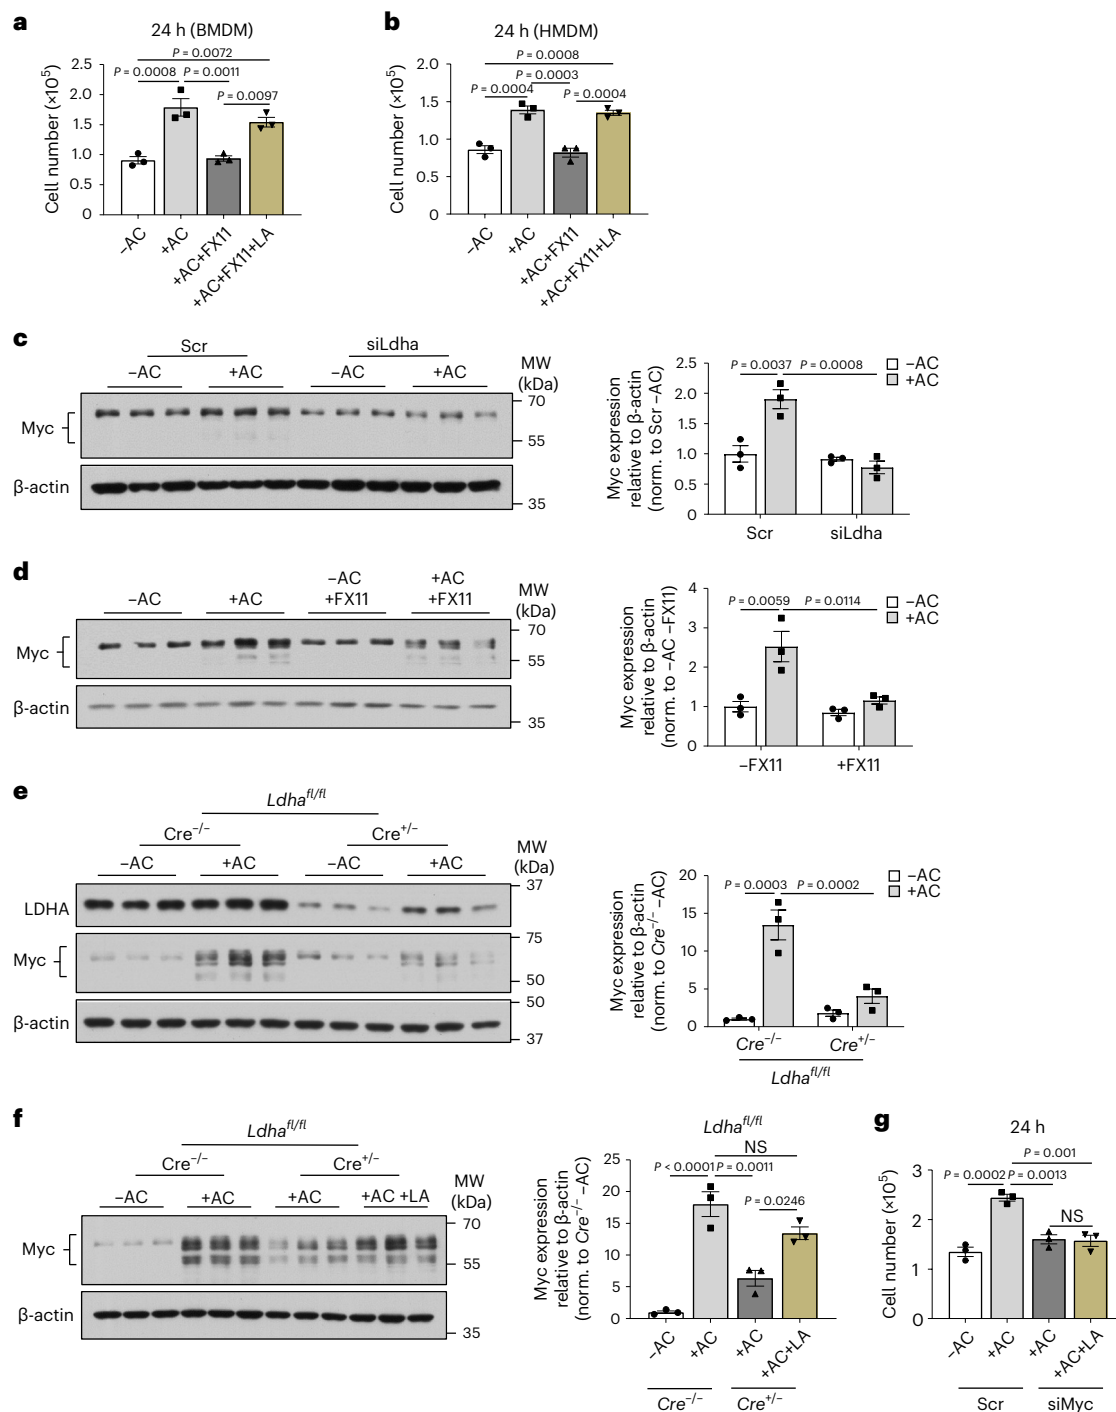 a
24 h (BMDM)
P = 0.0072
P = 0.0008
P = 0.0011
P = 0.0097
Cell number (×10⁵)
2.5
2.0
1.5
1.0
0.5
0
–AC
+AC
+AC+FX11
+AC+FX11+LA
b
24 h (HMDM)
P = 0.0008
P = 0.0003
P = 0.0004
P = 0.0004
Cell number (×10⁵)
2.0
1.5
1.0
0.5
0
–AC
+AC
+AC+FX11
+AC+FX11+LA
c
Scr
siLdha
–AC
+AC
–AC
+AC
MW
(kDa)
Myc
70
55
β-actin
35
Myc expression
relative to β-actin
(norm. to Scr –AC)
2.5
2.0
1.5
1.0
0.5
0
P = 0.0037
P = 0.0008
–AC
+AC
Scr
siLdha
d
–AC
+AC
–AC
+FX11
+AC
+FX11
MW
(kDa)
Myc
70
55
β-actin
35
Myc expression
relative to β-actin
(norm. to –AC –FX11)
4
3
2
1
0
P = 0.0059
P = 0.0114
–AC
+AC
–FX11
+FX11
e
Ldha^fl/fl
Cre⁻/⁻
Cre⁺/⁻
–AC
+AC
–AC
+AC
MW
(kDa)
LDHA
37
Myc
75
50
β-actin
50
37
Myc expression
relative to β-actin
(norm. to Cre⁻/⁻ –AC)
20
15
10
5
0
P = 0.0003
P = 0.0002
–AC
+AC
Cre⁻/⁻
Cre⁺/⁻
Ldha^fl/fl
f
Ldha^fl/fl
Cre⁻/⁻
Cre⁺/⁻
–AC
+AC
+AC
+AC +LA
MW
(kDa)
Myc
70
55
β-actin
35
Ldha^fl/fl
NS
P < 0.0001
P = 0.0011
P = 0.0246
Myc expression
relative to β-actin
(norm. to Cre⁻/⁻ –AC)
25
20
15
10
5
0
–AC
+AC
+AC
+AC+LA
Cre⁻/⁻
Cre⁺/⁻
g
24 h
P = 0.001
P = 0.0002
P = 0.0013
NS
Cell number (×10⁵)
3
2
1
0
–AC
+AC
+AC
+AC+LA
Scr
siMyc